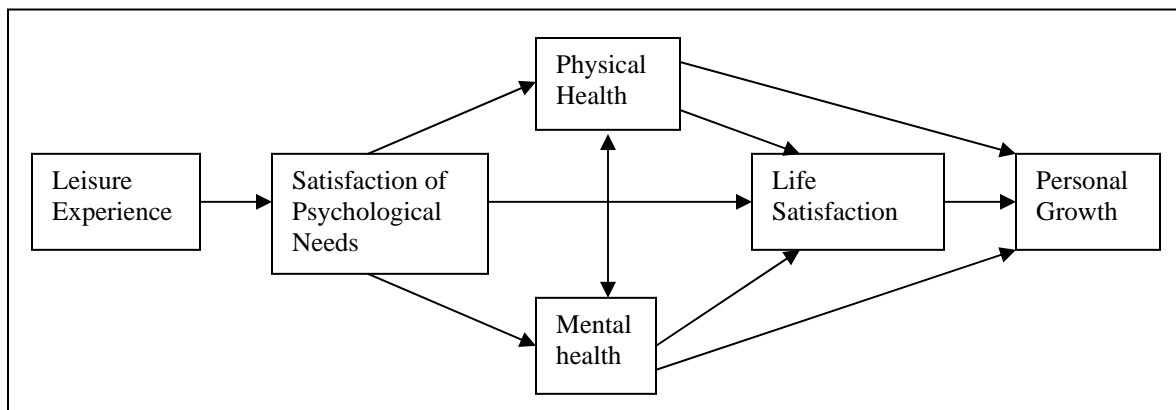 Physical
Health
Leisure
Experience
Satisfaction of
Psychological
Needs
Life
Satisfaction
Personal
Growth
Mental
health